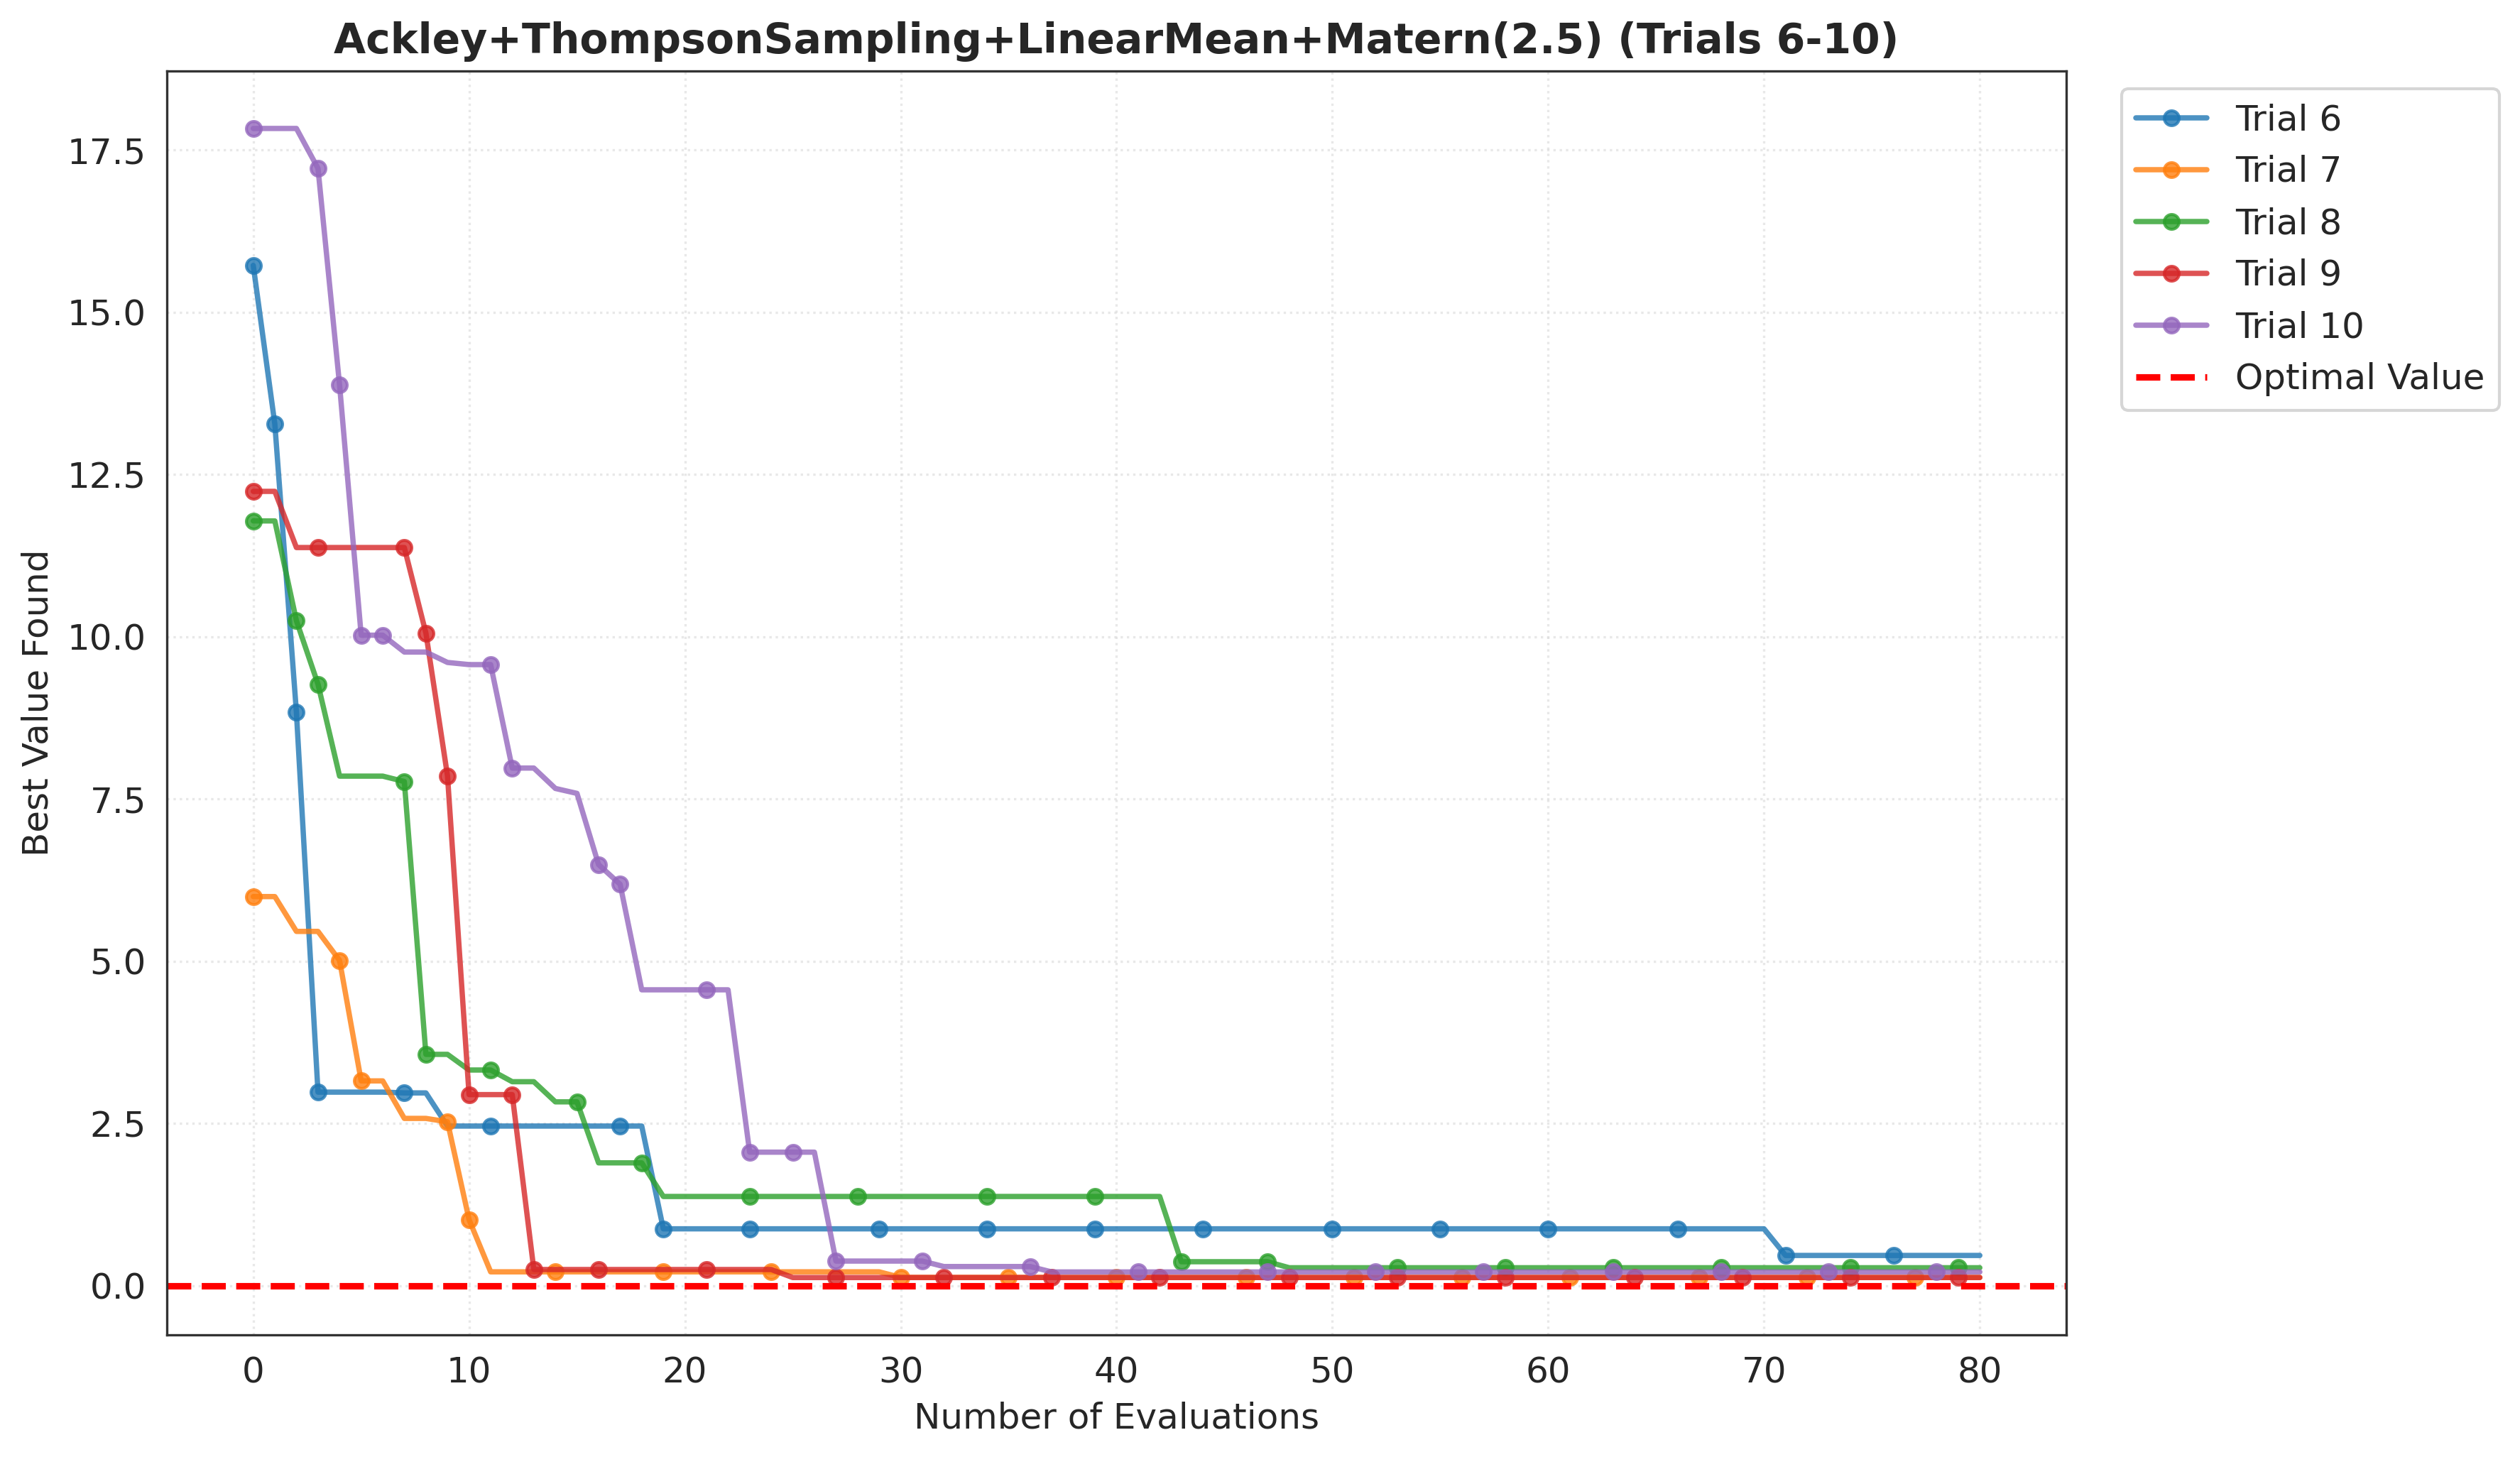 Ackley+ThompsonSampling+LinearMean+Matern(2.5) (Trials 6-10)
Best Value Found
17.5
15.0
12.5
10.0
7.5
5.0
2.5
0.0
0 10 20 30 40 50 60 70 80
Number of Evaluations
Trial 6
Trial 7
Trial 8
Trial 9
Trial 10
Optimal Value